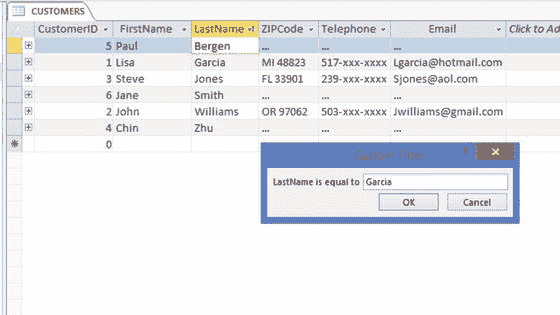 CUSTOMERS
CustomerID FirstName LastName ZIPCode Telephone Email Click to Ad
5 Paul Bergen ... ... ...
1 Lisa Garcia MI 48823 517-xxx-xxxx Lgarcia@hotmail.com
3 Steve Jones FL 33901 239-xxx-xxxx Sjones@aol.com
6 Jane Smith ... ... ...
2 John Williams OR 97062 503-xxx-xxxx Jwilliams@gmail.com
4 Chin Zhu ... ... ...
0
Custom Filter ? ×
LastName is equal to Garcia
OK Cancel